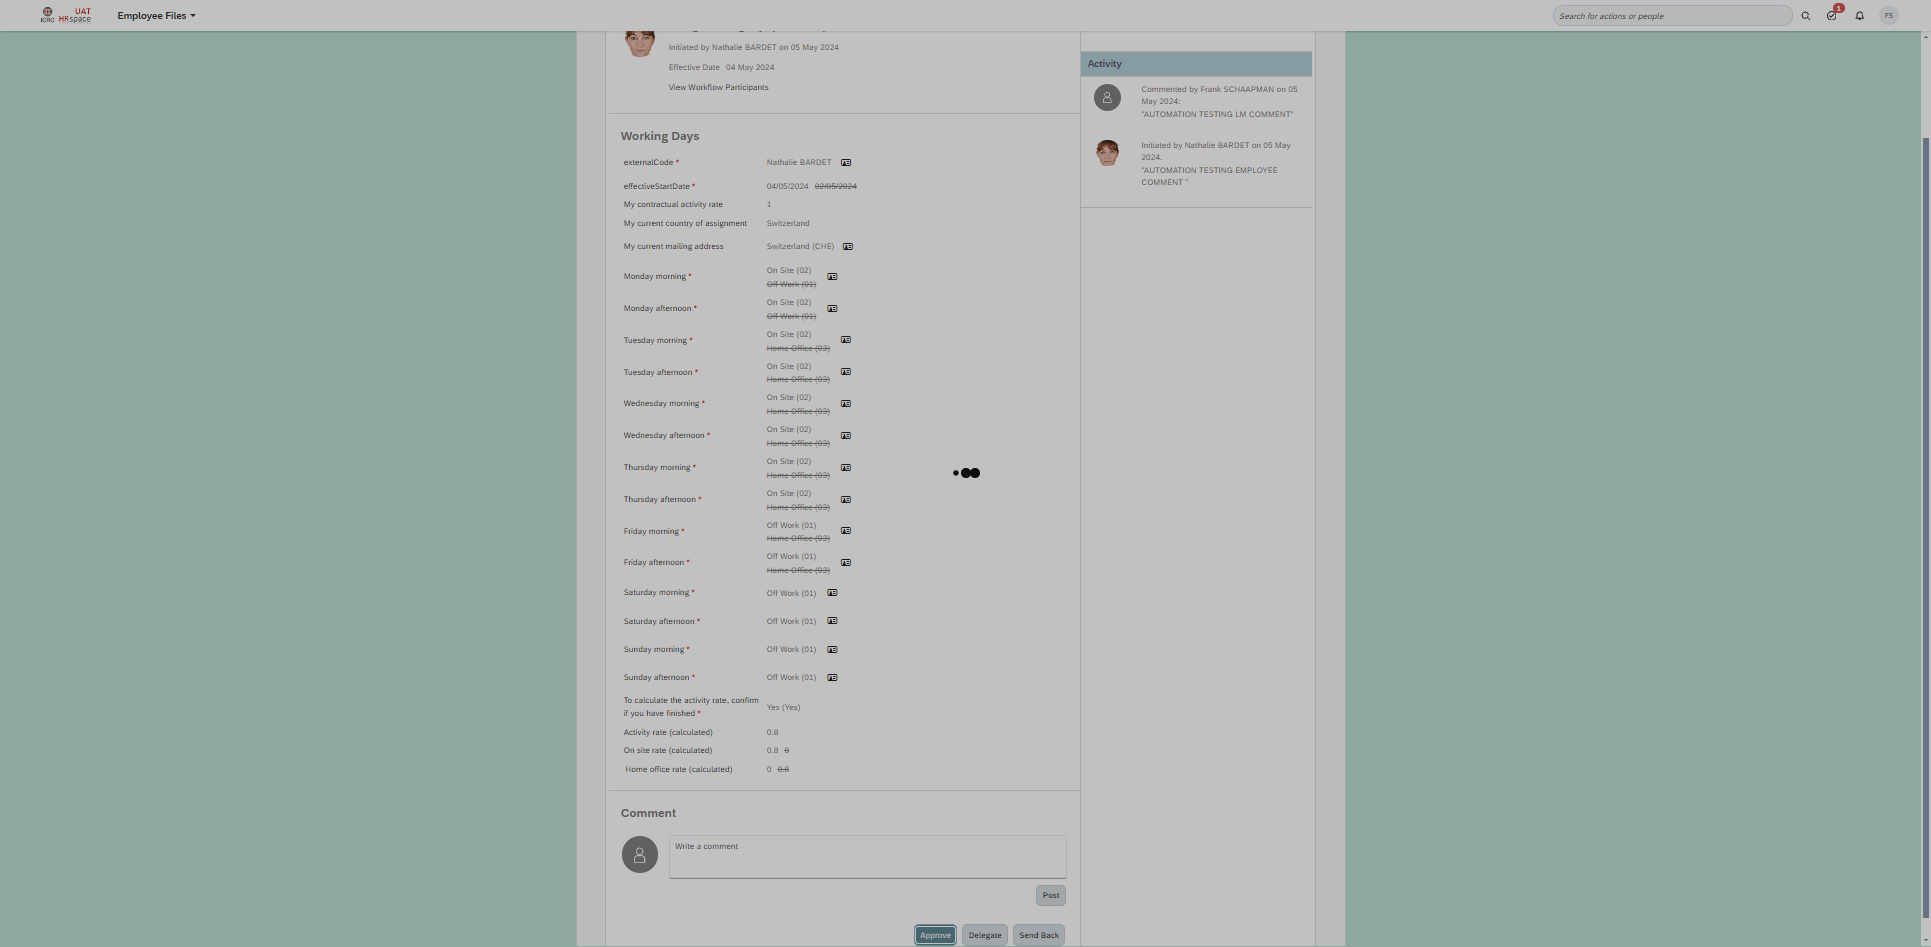 ICRC
UAT
HRspace
Employee Files
Search for actions or people
1
FS
Initiated by Nathalie BARDET on 05 May 2024
Effective Date 04 May 2024
View Workflow Participants
Working Days
externalCode * Nathalie BARDET
effectiveStartDate * 04/05/2024 02/05/2024
My contractual activity rate 1
My current country of assignment Switzerland
My current mailing address Switzerland (CHE)
Monday morning * On Site (02)
Off Work (01)
Monday afternoon * On Site (02)
Off Work (01)
Tuesday morning * On Site (02)
Home Office (03)
Tuesday afternoon * On Site (02)
Home Office (03)
Wednesday morning * On Site (02)
Home Office (03)
Wednesday afternoon * On Site (02)
Home Office (03)
Thursday morning * On Site (02)
Home Office (03)
Thursday afternoon * On Site (02)
Home Office (03)
Friday morning * Off Work (01)
Home Office (03)
Friday afternoon * Off Work (01)
Home Office (03)
Saturday morning * Off Work (01)
Saturday afternoon * Off Work (01)
Sunday morning * Off Work (01)
Sunday afternoon * Off Work (01)
To calculate the activity rate, confirm
if you have finished * Yes (Yes)
Activity rate (calculated) 0.8
On site rate (calculated) 0.8 0
Home office rate (calculated) 0 0.8
Comment
Write a comment
Post
Approve Delegate Send Back
Activity
Commented by Frank SCHAAPMAN on 05
May 2024:
"AUTOMATION TESTING LM COMMENT"
Initiated by Nathalie BARDET on 05 May
2024.
"AUTOMATION TESTING EMPLOYEE
COMMENT "